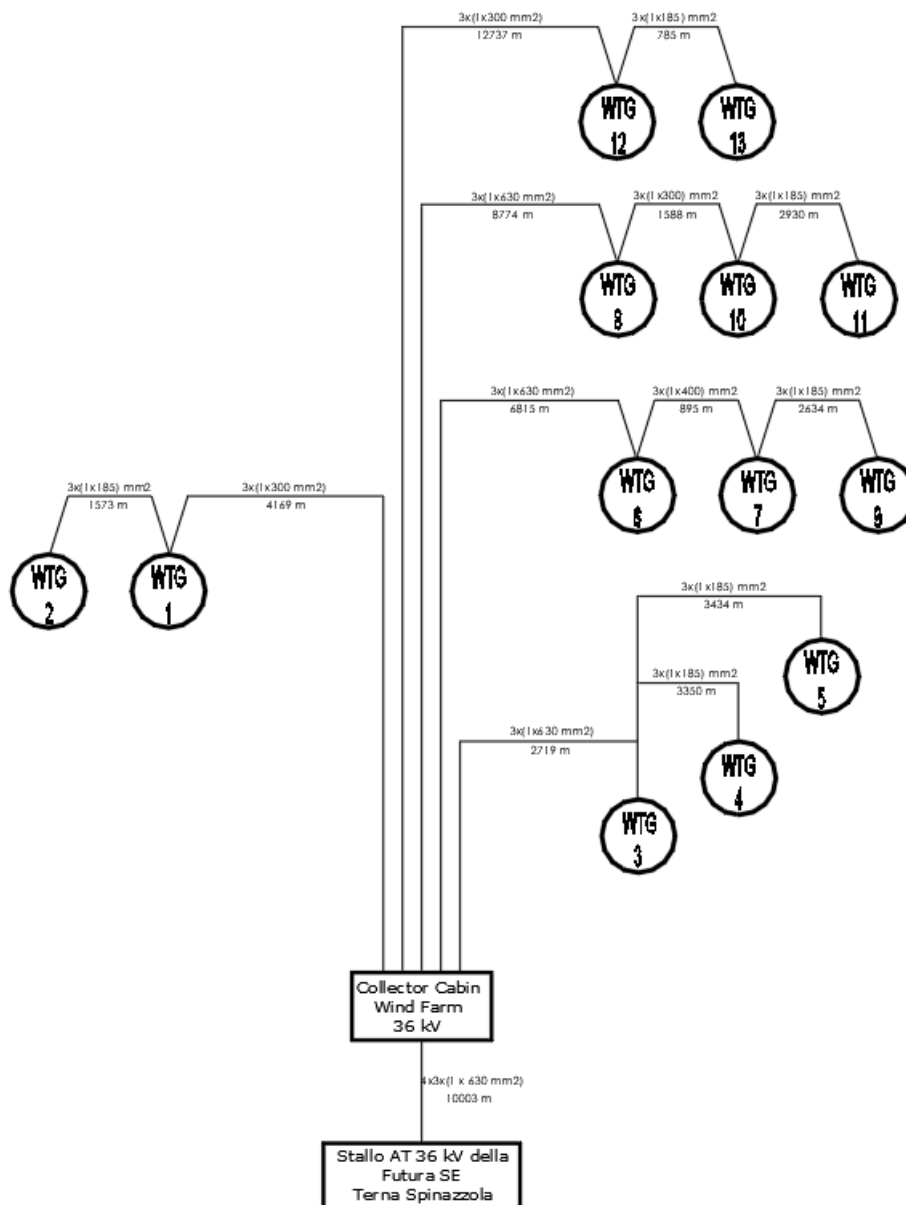 3x(1x300 mm2)
12737 m
3x(1x185) mm2
785 m
WTG
12
WTG
13
3x(1x630 mm2)
8774 m
3x(1x300) mm2
1588 m
3x(1x185) mm2
2930 m
WTG
8
WTG
10
WTG
11
3x(1x630 mm2)
6815 m
3x(1x400) mm2
895 m
3x(1x185) mm2
2634 m
WTG
6
WTG
7
WTG
9
3x(1x185) mm2
1573 m
3x(1x300 mm2)
4169 m
WTG
2
WTG
1
3x(1x185) mm2
3434 m
WTG
5
3x(1x185) mm2
3350 m
WTG
4
3x(1x630 mm2)
2719 m
WTG
3
Collector Cabin
Wind Farm
36 kV
4x3x(1 x 630 mm2)
10003 m
Stallo AT 36 kV della
Futura SE
Terna Spinazzola